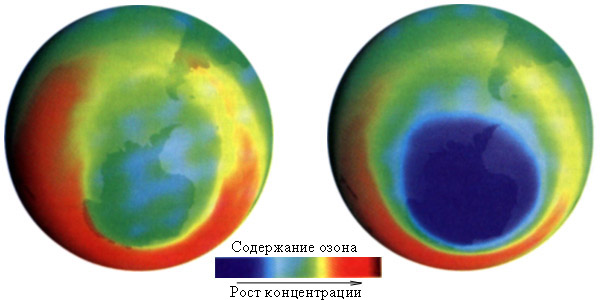 Содержание озона
Рост концентрации